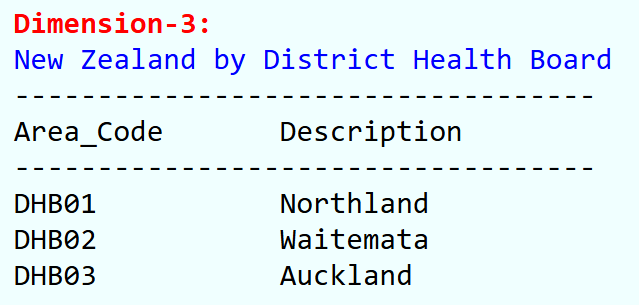 Dimension-3:
New Zealand by District Health Board
-----------------------------------
Area_Code       Description
-----------------------------------
DHB01           Northland
DHB02           Waitemata
DHB03           Auckland